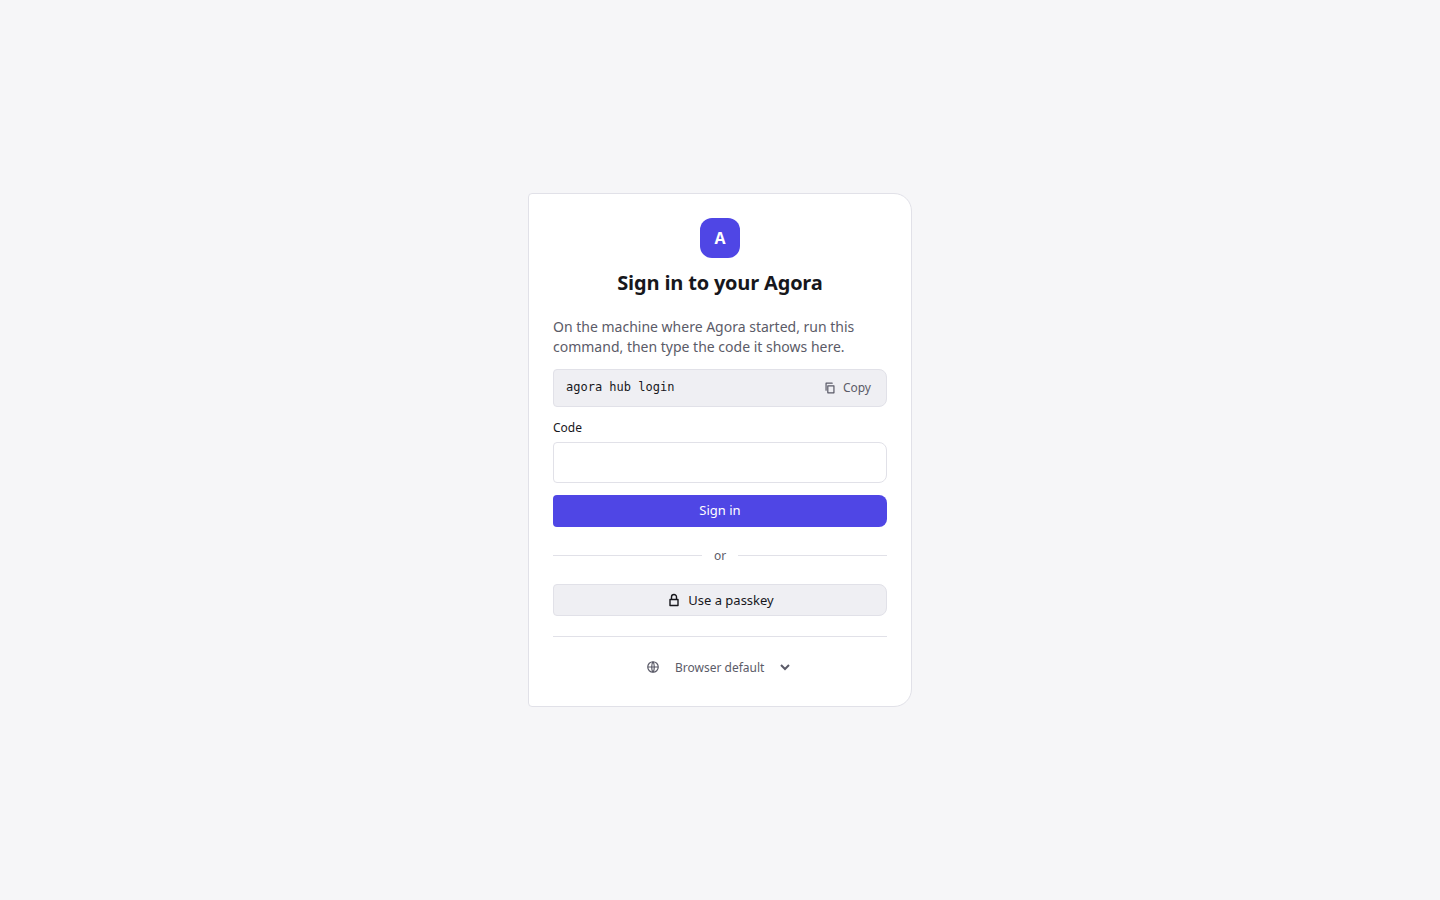 A
Sign in to your Agora
On the machine where Agora started, run this
command, then type the code it shows here.
agora hub login
Copy
Code
Sign in
or
Use a passkey
Browser default